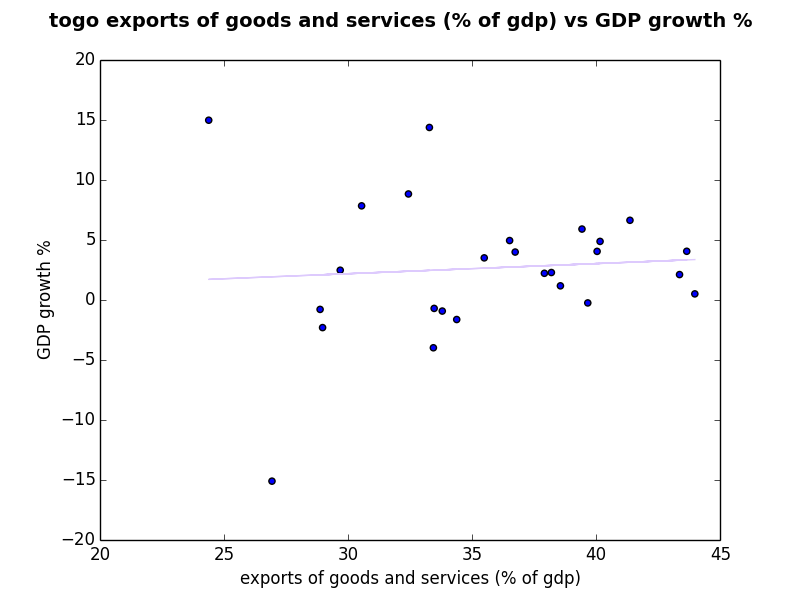 togo exports of goods and services (% of gdp) vs GDP growth %
20
15
10
5
0
−5
−10
−15
−20
GDP growth %
20 25 30 35 40 45
exports of goods and services (% of gdp)